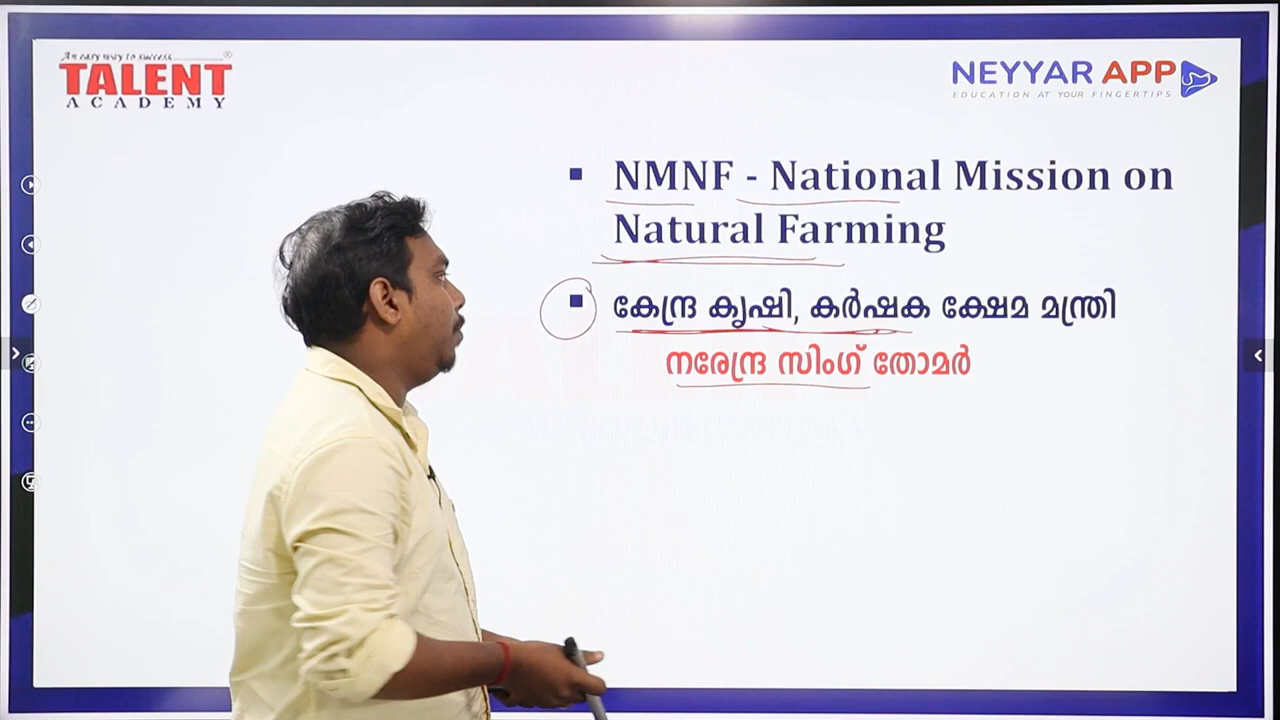 An easy way to success
TALENT
ACADEMY
NEYYAR APP
EDUCATION AT YOUR FINGERTIPS
NMNF - National Mission on
Natural Farming
കേന്ദ്ര കൃഷി, കർഷക ക്ഷേമ മന്ത്രി
നരേന്ദ്ര സിംഗ് തോമർ